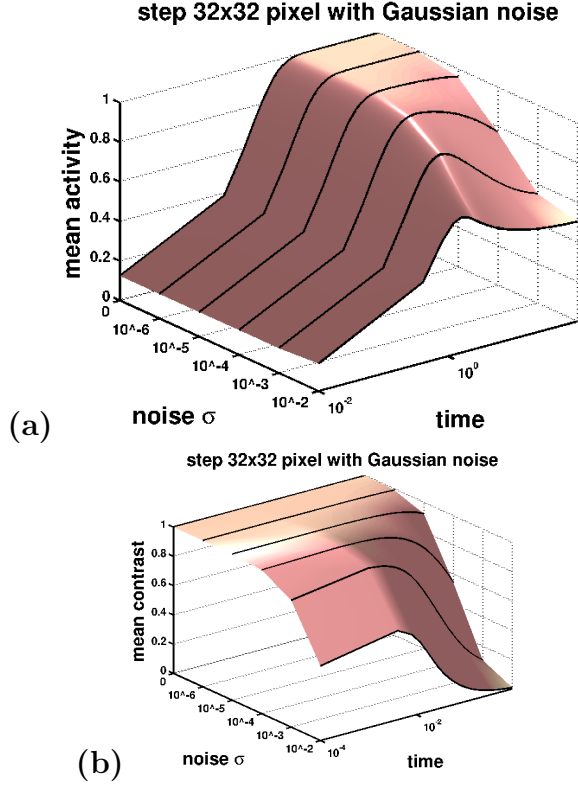 step 32x32 pixel with Gaussian noise
1
0.8
0.6
0.4
0.2
0
mean activity
0
10^-6
10^-5
10^-4
10^-3
10^-2
noise σ
10^-2
10^0
time
(a)
step 32x32 pixel with Gaussian noise
1
0.8
0.6
0.4
0.2
0
mean contrast
0
10^-6
10^-5
10^-4
10^-3
10^-2
noise σ
10^-4
10^-2
time
(b)